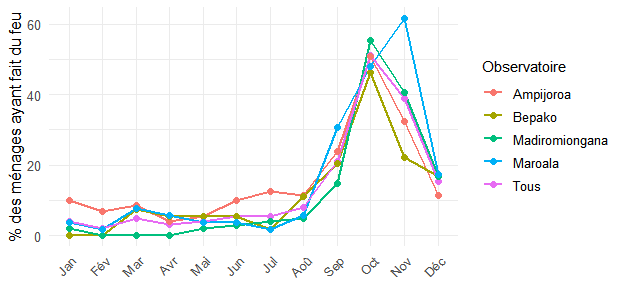 % des ménages ayant fait du feu
60
40
20
0
Jan
Fév
Mar
Avr
Mai
Jun
Jul
Aoû
Sep
Oct
Nov
Déc
Observatoire
Ampijoroa
Bepako
Madiromiongana
Maroala
Tous